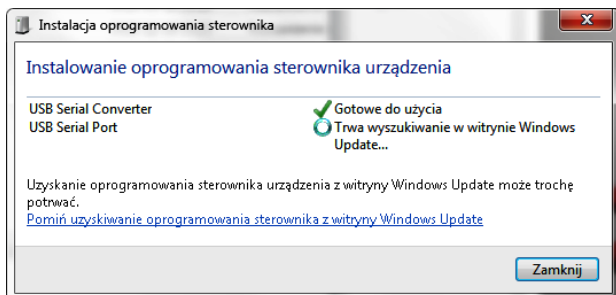 Instalacja oprogramowania sterownika
Instalowanie oprogramowania sterownika urządzenia
USB Serial Converter Gotowe do użycia
USB Serial Port Trwa wyszukiwanie w witrynie Windows
Update...
Uzyskanie oprogramowania sterownika urządzenia z witryny Windows Update może trochę
potrwać.
Pomiń uzyskiwanie oprogramowania sterownika z witryny Windows Update
Zamknij